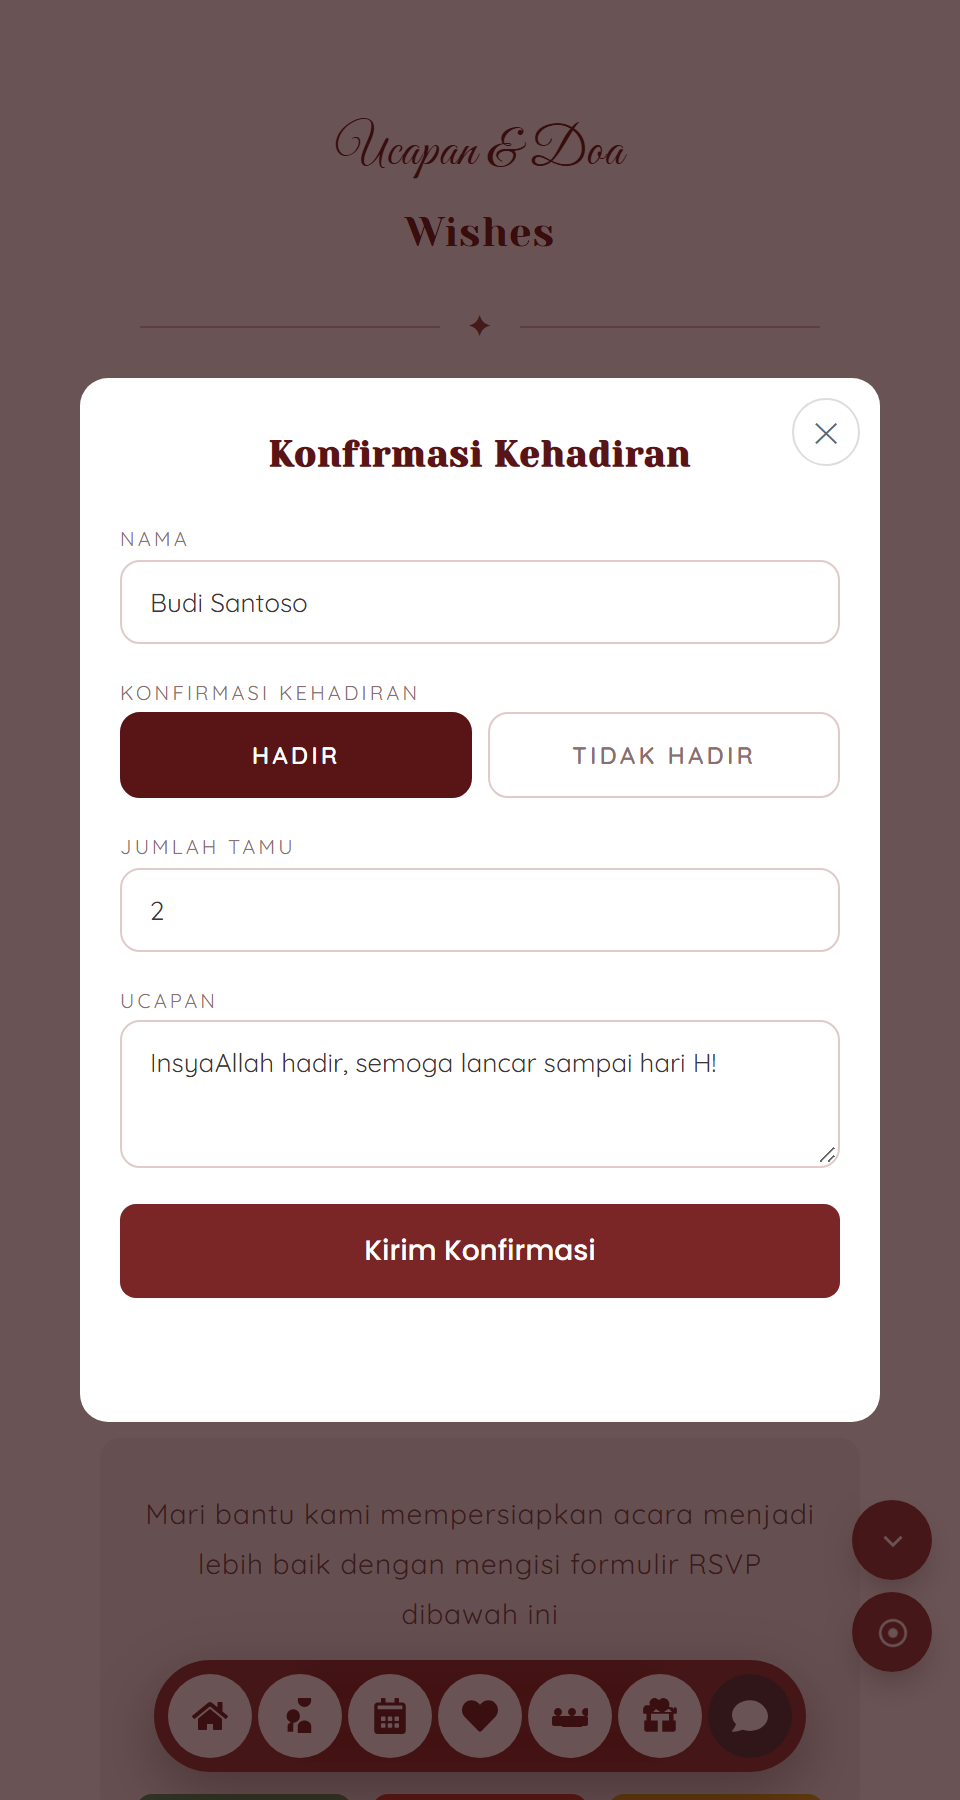 Ucapan & Doa
Wishes
Konfirmasi Kehadiran
NAMA
Budi Santoso
KONFIRMASI KEHADIRAN
HADIR
TIDAK HADIR
JUMLAH TAMU
2
UCAPAN
InsyaAllah hadir, semoga lancar sampai hari H!
Kirim Konfirmasi
Mari bantu kami mempersiapkan acara menjadi
lebih baik dengan mengisi formulir RSVP
dibawah ini